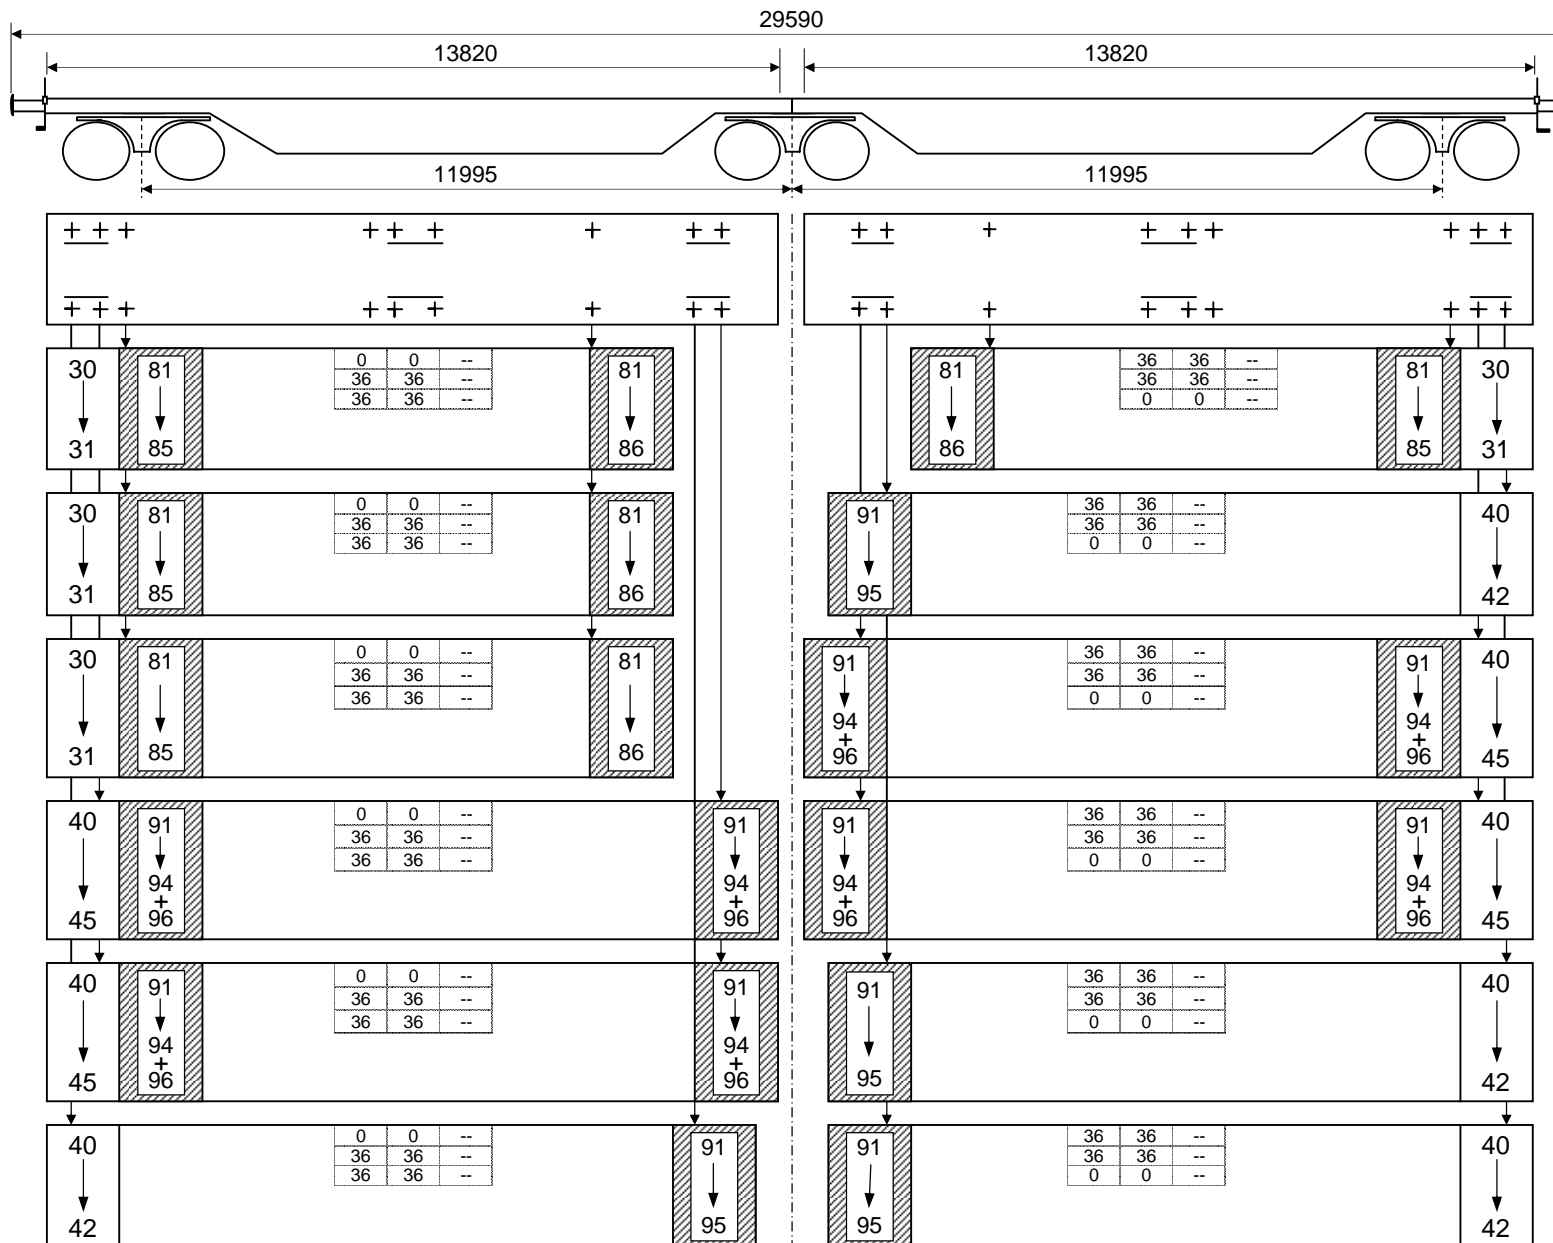 29590
13820 13820
11995 11995
30 81 0 0 -- 81 81 36 36 -- 81 30
36 36 -- 36 36 --
36 36 -- 0 0 --
31 85 86 86 85 31
30 81 0 0 -- 81 91 36 36 -- 40
36 36 -- 36 36 --
36 36 -- 0 0 --
31 85 86 95 42
30 81 0 0 -- 81 91 36 36 -- 91 40
36 36 -- 36 36 --
36 36 -- 94 0 0 -- 94
+ +
31 85 86 96 96 45
40 91 0 0 -- 91 91 36 36 -- 91 40
36 36 -- 36 36 --
94 36 36 -- 94 94 0 0 -- 94
+ + + +
45 96 96 96 96 45
40 91 0 0 -- 91 91 36 36 -- 40
36 36 -- 36 36 --
94 36 36 -- 94 0 0 --
+ +
45 96 96 95 42
40 0 0 -- 91 91 36 36 -- 40
36 36 -- 36 36 --
36 36 -- 0 0 --
42 95 95 42